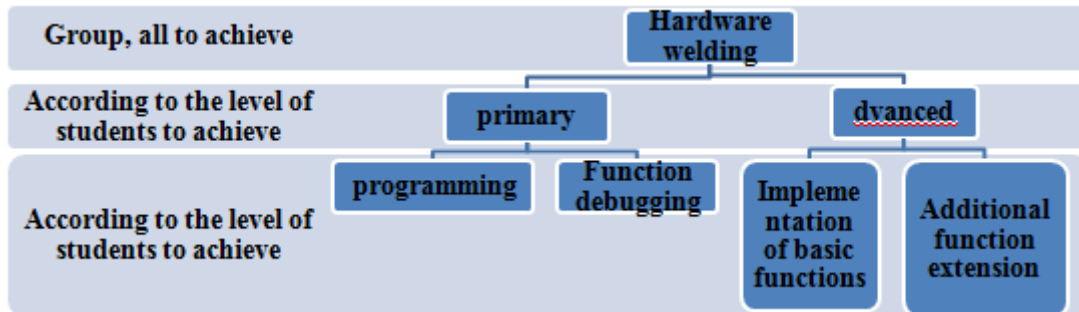 Group, all to achieve
Hardware
welding
According to the level of
students to achieve
primary
dvanced
According to the level of
students to achieve
programming
Function
debugging
Impleme
ntation
of basic
functions
Additional
function
extension